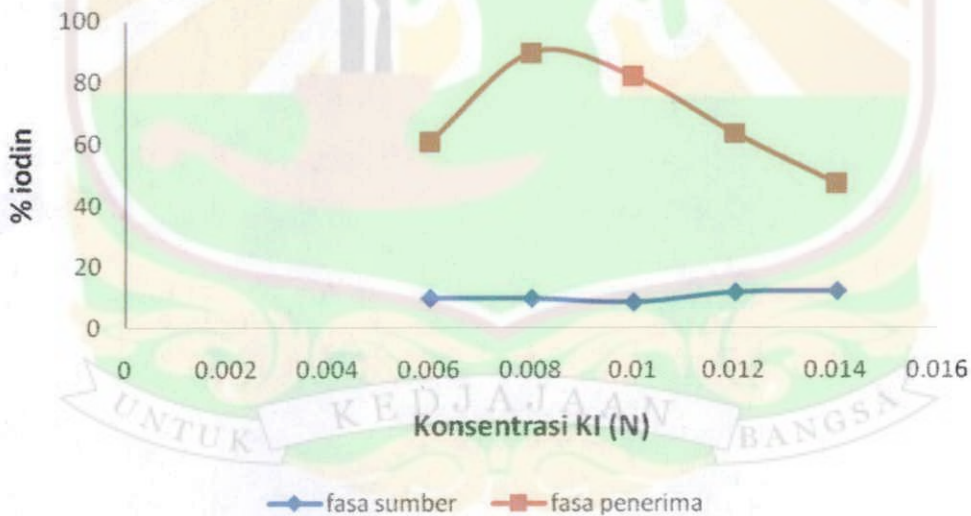 100
80
60
40
20
0
% iodin
0 0.002 0.004 0.006 0.008 0.01 0.012 0.014 0.016
Konsentrasi KI (N)
UNTUK KEDJAJAAN BANGSA
fasa sumber fasa penerima